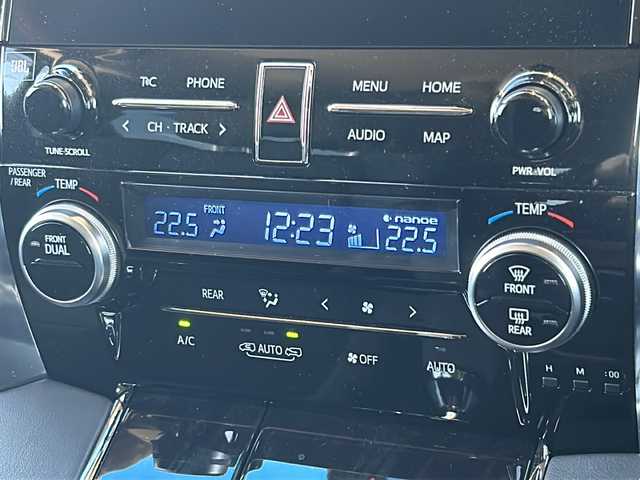 JBL
TRC PHONE
MENU HOME
CH · TRACK
AUDIO MAP
TUNE·SCROLL
PWR·VOL
PASSENGER
/REAR
TEMP
TEMP
FRONT
22.5 12:23 22.5
nanoe
FRONT
DUAL
FRONT
REAR
REAR
A/C
AUTO
OFF
AUTO
H M :00